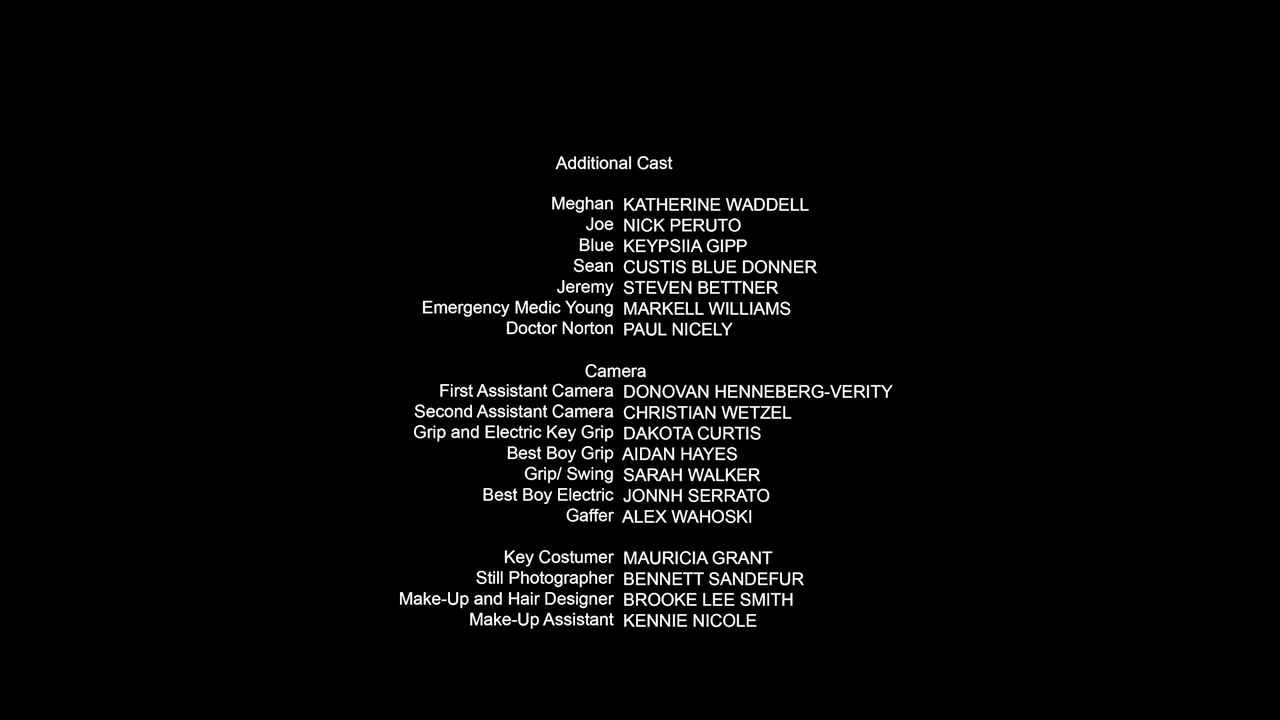 Additional Cast
Meghan KATHERINE WADDELL
Joe NICK PERUTO
Blue KEYPSIIA GIPP
Sean CUSTIS BLUE DONNER
Jeremy STEVEN BETTNER
Emergency Medic Young MARKELL WILLIAMS
Doctor Norton PAUL NICELY
Camera
First Assistant Camera DONOVAN HENNEBERG-VERITY
Second Assistant Camera CHRISTIAN WETZEL
Grip and Electric Key Grip DAKOTA CURTIS
Best Boy Grip AIDAN HAYES
Grip/ Swing SARAH WALKER
Best Boy Electric JONNH SERRATO
Gaffer ALEX WAHOSKI
Key Costumer MAURICIA GRANT
Still Photographer BENNETT SANDEFUR
Make-Up and Hair Designer BROOKE LEE SMITH
Make-Up Assistant KENNIE NICOLE